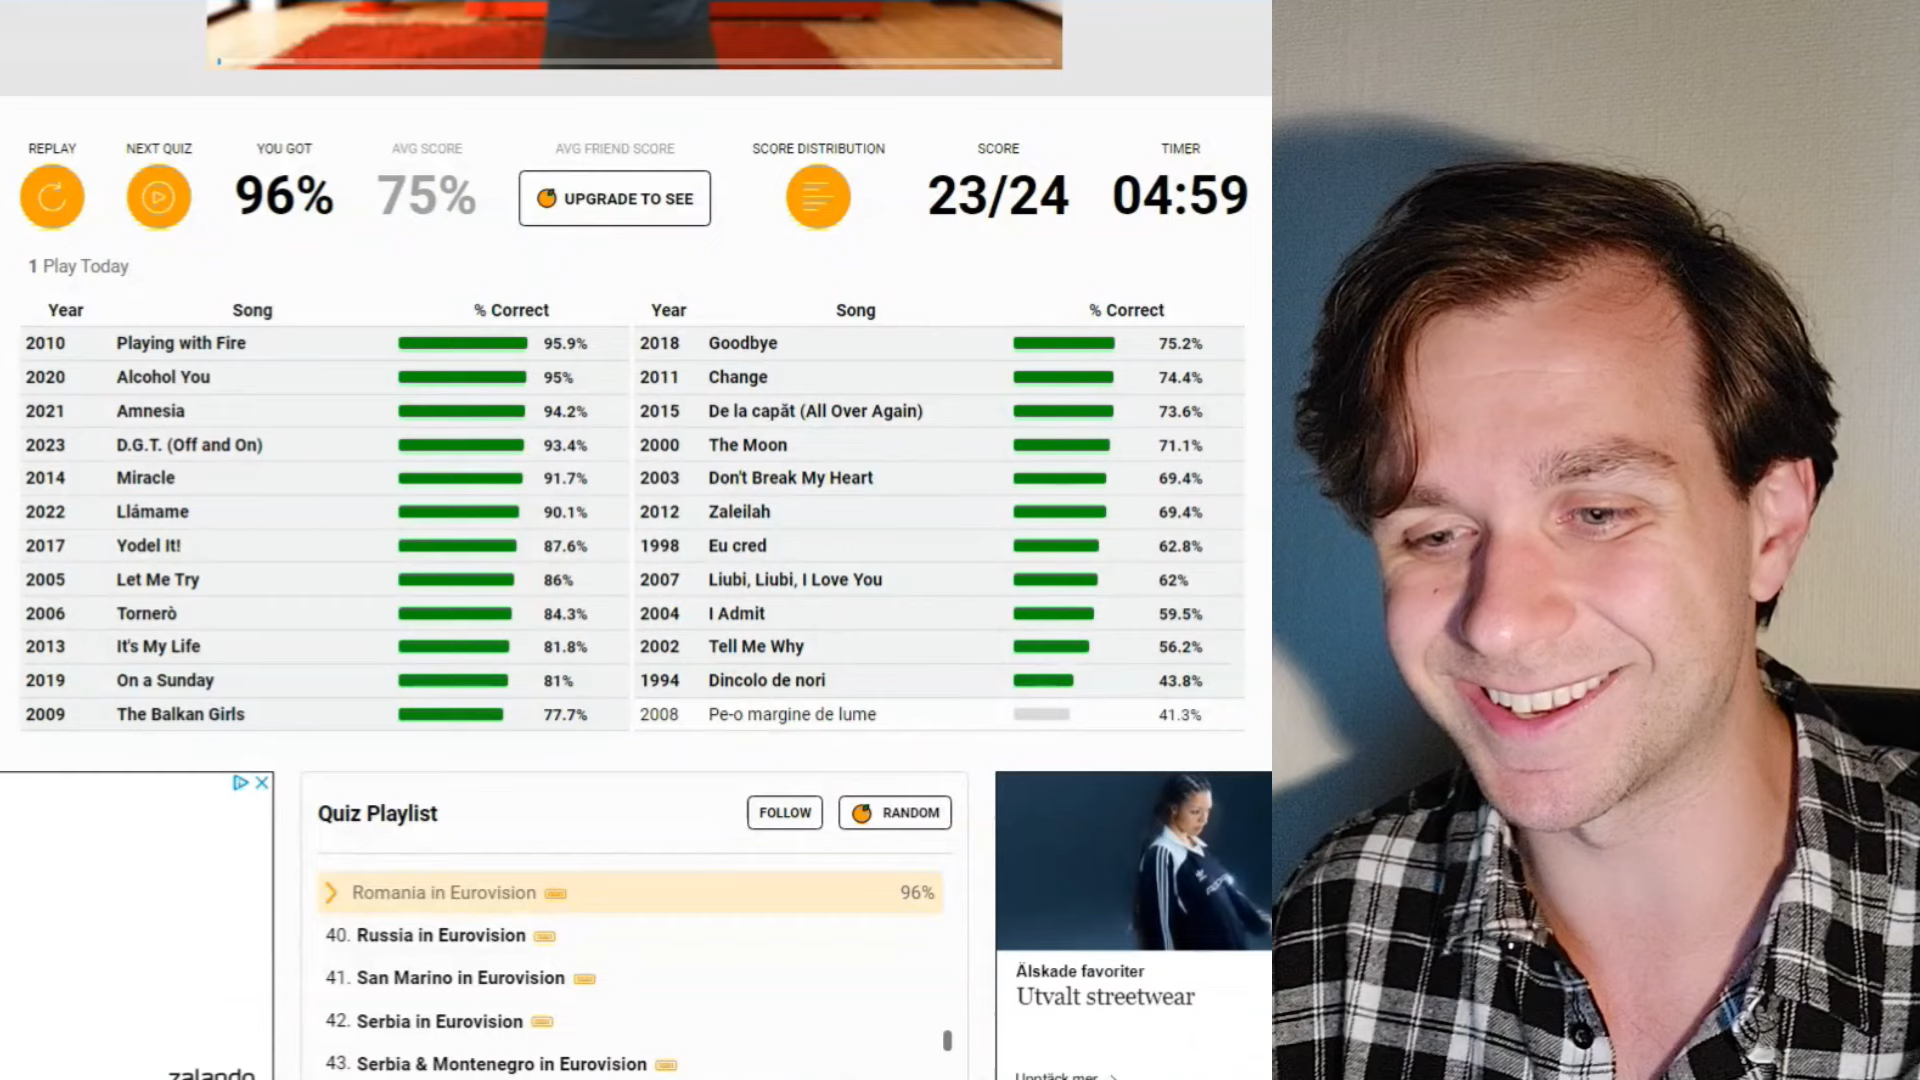 REPLAY NEXT QUIZ YOU GOT AVG SCORE AVG FRIEND SCORE SCORE DISTRIBUTION SCORE TIMER
96% 75% UPGRADE TO SEE 23/24 04:59
1 Play Today
Year Song % Correct Year Song % Correct
2010 Playing with Fire 95.9% 2018 Goodbye 75.2%
2020 Alcohol You 95% 2011 Change 74.4%
2021 Amnesia 94.2% 2015 De la capăt (All Over Again) 73.6%
2023 D.G.T. (Off and On) 93.4% 2000 The Moon 71.1%
2014 Miracle 91.7% 2003 Don't Break My Heart 69.4%
2022 Llámame 90.1% 2012 Zaleilah 69.4%
2017 Yodel It! 87.6% 1998 Eu cred 62.8%
2005 Let Me Try 86% 2007 Liubi, Liubi, I Love You 62%
2006 Tornerò 84.3% 2004 I Admit 59.5%
2013 It's My Life 81.8% 2002 Tell Me Why 56.2%
2019 On a Sunday 81% 1994 Dincolo de nori 43.8%
2009 The Balkan Girls 77.7% 2008 Pe-o margine de lume 41.3%
Quiz Playlist FOLLOW RANDOM
Romania in Eurovision 96%
40. Russia in Eurovision
41. San Marino in Eurovision
42. Serbia in Eurovision
43. Serbia & Montenegro in Eurovision
zalando
Älskade favoriter
Utvalt streetwear
Upptäck mer